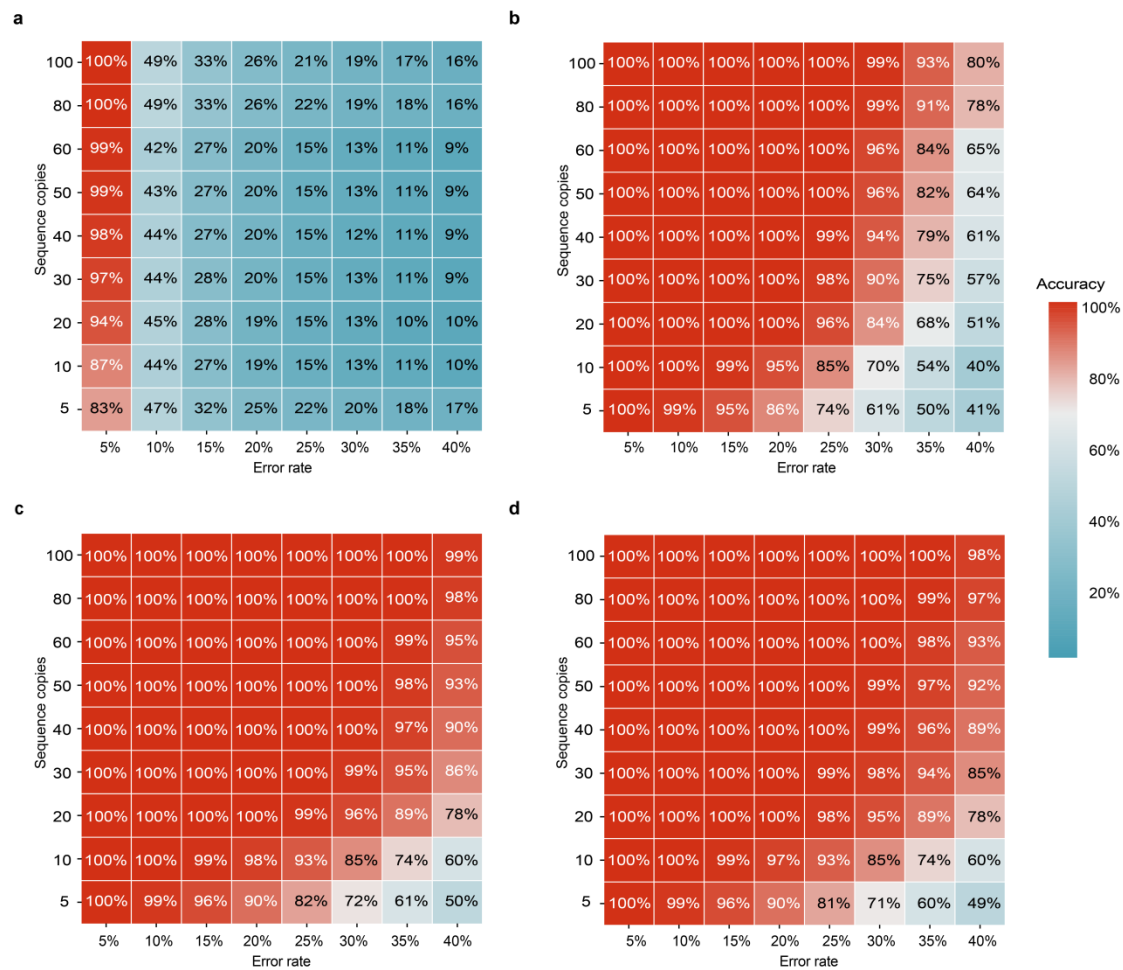 a
Sequence copies
100 100% 49% 33% 26% 21% 19% 17% 16%
80 100% 49% 33% 26% 22% 19% 18% 16%
60 99% 42% 27% 20% 15% 13% 11% 9%
50 99% 43% 27% 20% 15% 13% 11% 9%
40 98% 44% 27% 20% 15% 12% 11% 9%
30 97% 44% 28% 20% 15% 13% 11% 9%
20 94% 45% 28% 19% 15% 13% 10% 10%
10 87% 44% 27% 19% 15% 13% 11% 10%
5 83% 47% 32% 25% 22% 20% 18% 17%
5% 10% 15% 20% 25% 30% 35% 40%
Error rate
b
Sequence copies
100 100% 100% 100% 100% 100% 99% 93% 80%
80 100% 100% 100% 100% 100% 99% 91% 78%
60 100% 100% 100% 100% 100% 96% 84% 65%
50 100% 100% 100% 100% 100% 96% 82% 64%
40 100% 100% 100% 100% 99% 94% 79% 61%
30 100% 100% 100% 100% 98% 90% 75% 57%
20 100% 100% 100% 100% 96% 84% 68% 51%
10 100% 100% 99% 95% 85% 70% 54% 40%
5 100% 99% 95% 86% 74% 61% 50% 41%
5% 10% 15% 20% 25% 30% 35% 40%
Error rate
c
Sequence copies
100 100% 100% 100% 100% 100% 100% 100% 99%
80 100% 100% 100% 100% 100% 100% 100% 98%
60 100% 100% 100% 100% 100% 100% 99% 95%
50 100% 100% 100% 100% 100% 100% 98% 93%
40 100% 100% 100% 100% 100% 100% 97% 90%
30 100% 100% 100% 100% 100% 99% 95% 86%
20 100% 100% 100% 100% 99% 96% 89% 78%
10 100% 100% 99% 98% 93% 85% 74% 60%
5 100% 99% 96% 90% 82% 72% 61% 50%
5% 10% 15% 20% 25% 30% 35% 40%
Error rate
d
Sequence copies
100 100% 100% 100% 100% 100% 100% 100% 98%
80 100% 100% 100% 100% 100% 100% 99% 97%
60 100% 100% 100% 100% 100% 100% 98% 93%
50 100% 100% 100% 100% 100% 99% 97% 92%
40 100% 100% 100% 100% 100% 99% 96% 89%
30 100% 100% 100% 100% 99% 98% 94% 85%
20 100% 100% 100% 100% 98% 95% 89% 78%
10 100% 100% 99% 97% 93% 85% 74% 60%
5 100% 99% 96% 90% 81% 71% 60% 49%
5% 10% 15% 20% 25% 30% 35% 40%
Error rate
Accuracy
100%
80%
60%
40%
20%